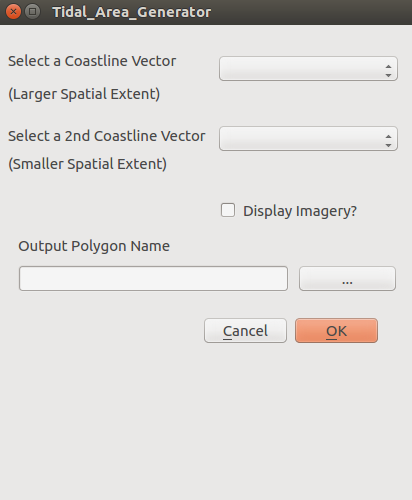 Tidal_Area_Generator
Select a Coastline Vector
(Larger Spatial Extent)
Select a 2nd Coastline Vector
(Smaller Spatial Extent)
Display Imagery?
Output Polygon Name
...
Cancel OK